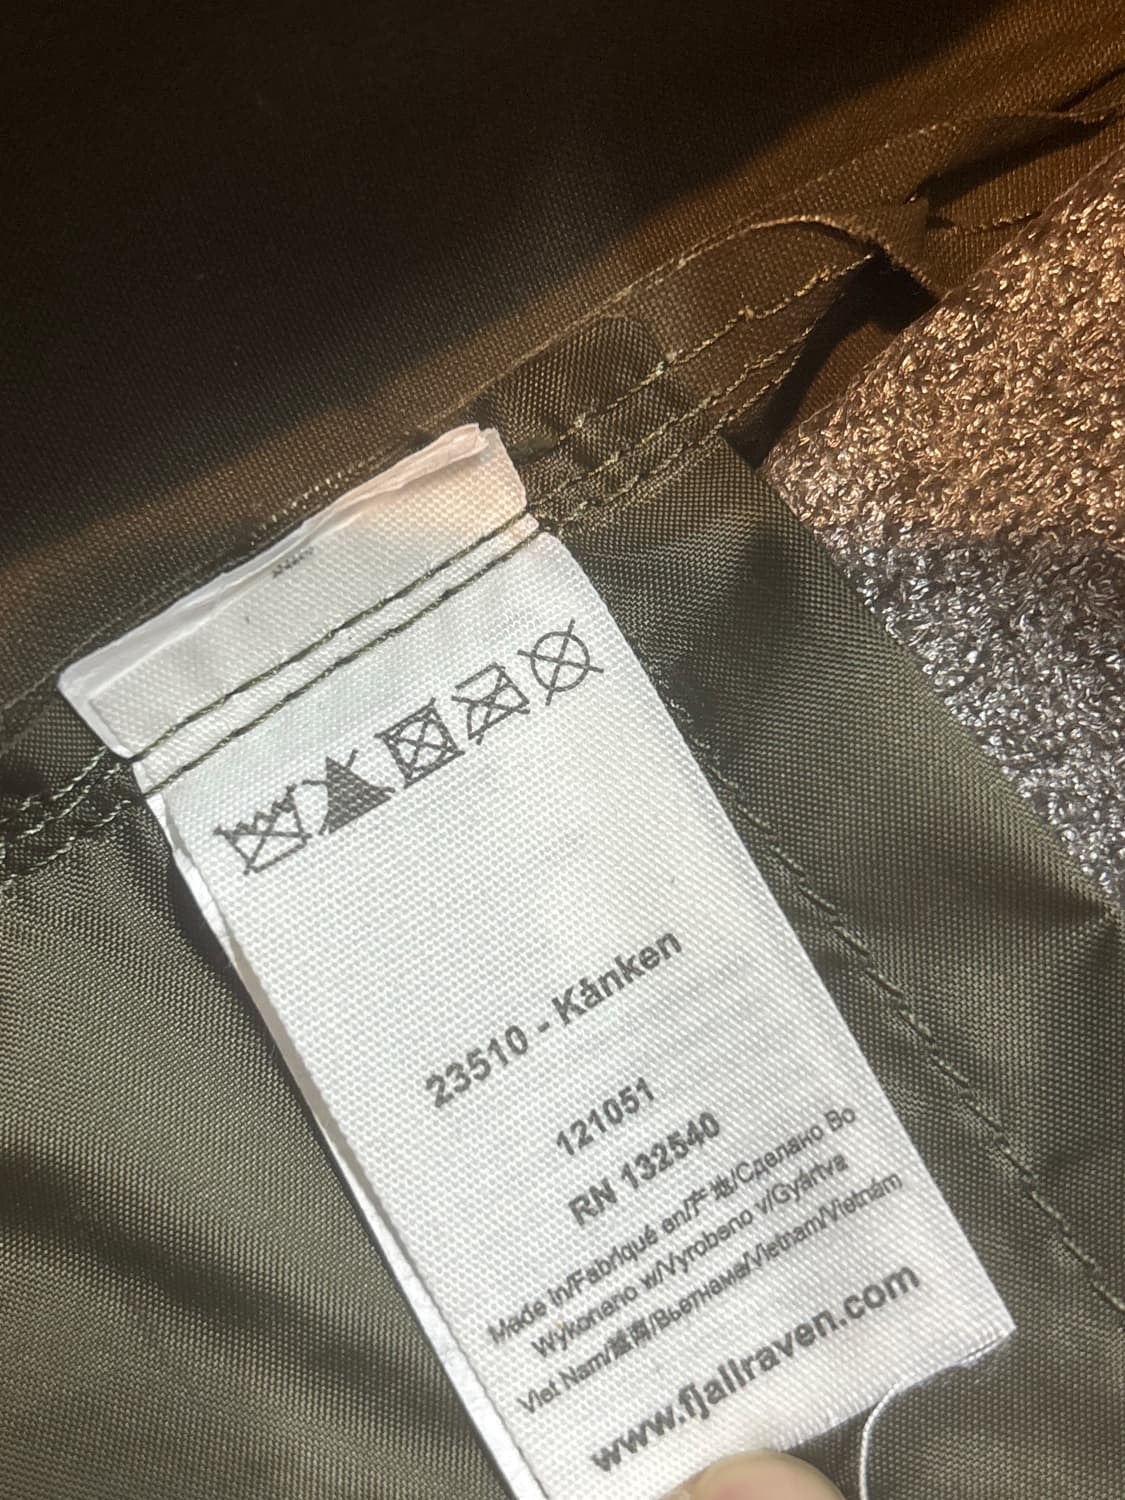 23510 - Kånken
121051
RN 132540
Made in/Fabriqué en/产地/Сделано Во
Wykonano w/Vyrobeno v/Gyártva
Viet Nam/越南/Вьетнаме/Vietnam/Vietnám
www.fjallraven.com